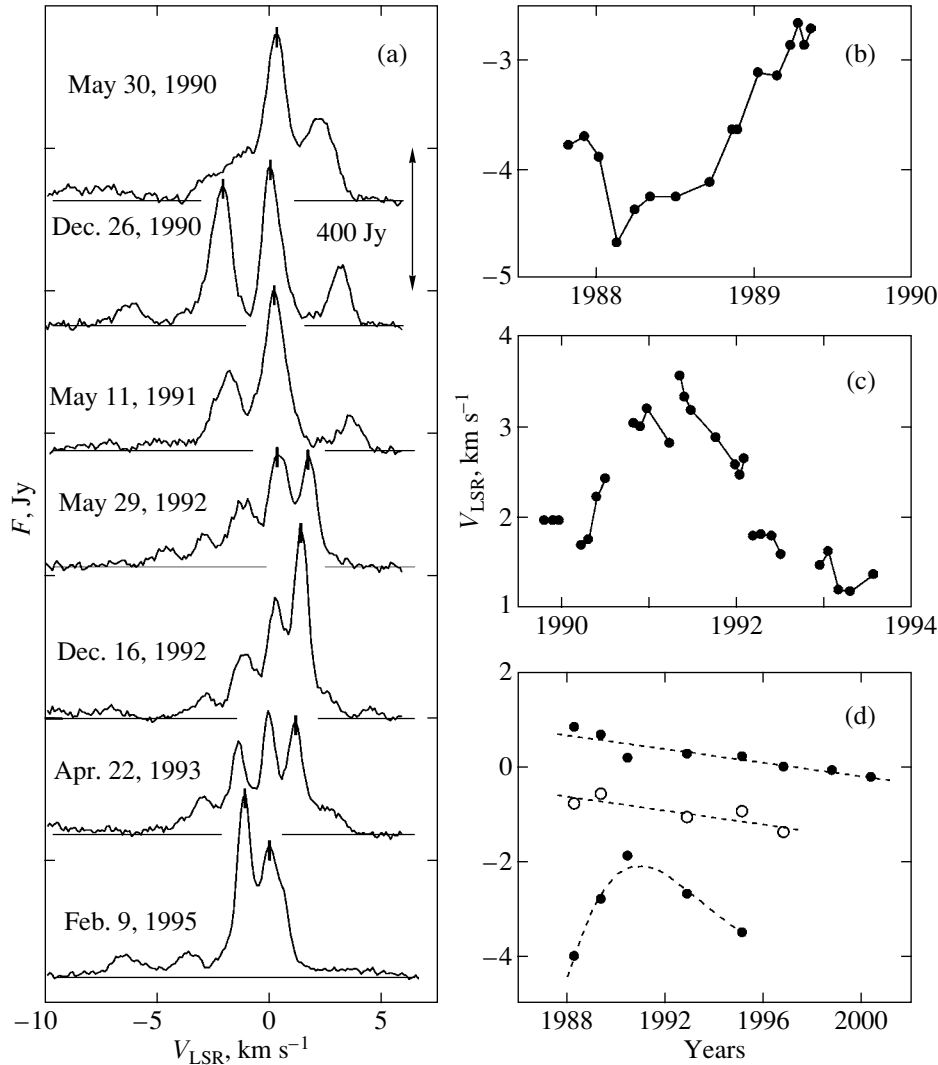 (a)
May 30, 1990
Dec. 26, 1990
400 Jy
May 11, 1991
May 29, 1992
Dec. 16, 1992
Apr. 22, 1993
Feb. 9, 1995
F, Jy
−10 −5 0 5
V_LSR, km s⁻¹
(b)
−3
−4
−5
1988 1989 1990
(c)
4
3
2
1
V_LSR, km s⁻¹
1990 1992 1994
(d)
2
0
−2
−4
1988 1992 1996 2000
Years